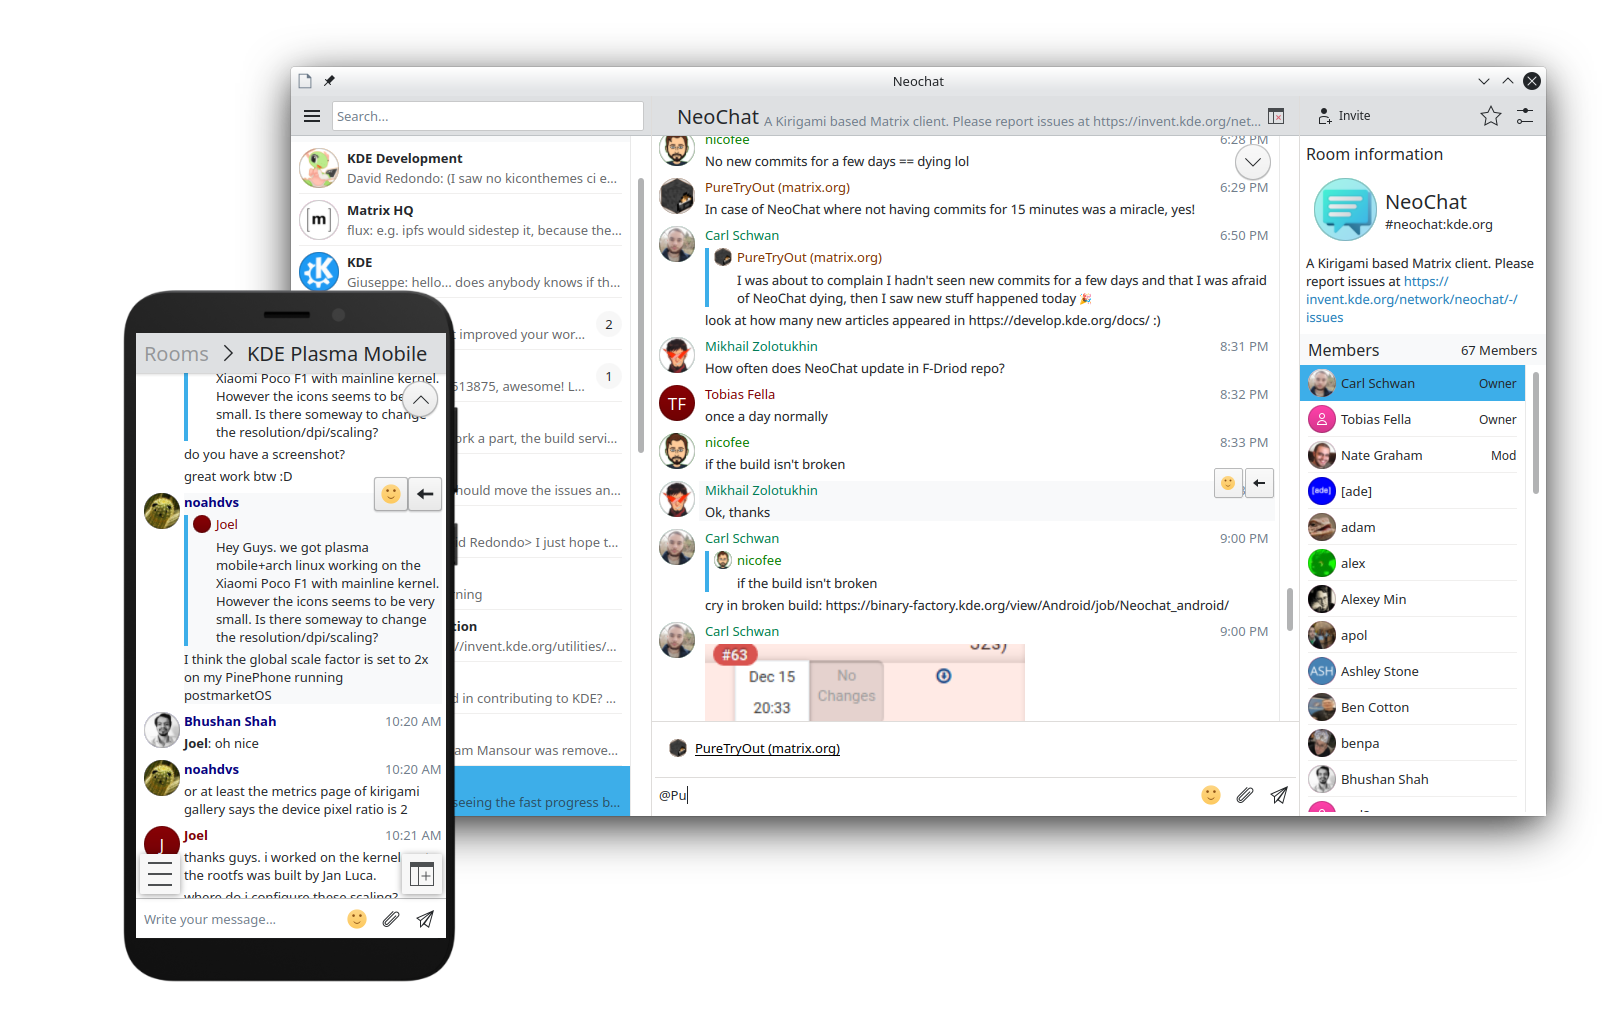 Neochat
Search...
NeoChat A Kirigami based Matrix client. Please report issues at https://invent.kde.org/net...
Invite
KDE Development
David Redondo: (I saw no kiconthemes ci e...
Matrix HQ
[m]
flux: e.g. ipfs would sidestep it, because the...
KDE
Giuseppe: hello... does anybody knows if th...
improved your wor...
2
513875, awesome! L...
1
ork a part, the build servi...
hould move the issues an...
d Redondo> I just hope t...
rning
tion
//invent.kde.org/utilities/...
d in contributing to KDE? ...
am Mansour was remove...
seeing the fast progress b...
nicofee
6:28 PM
No new commits for a few days == dying lol
PureTryOut (matrix.org)
6:29 PM
In case of NeoChat where not having commits for 15 minutes was a miracle, yes!
Carl Schwan
6:50 PM
PureTryOut (matrix.org)
I was about to complain I hadn't seen new commits for a few days and that I was afraid
of NeoChat dying, then I saw new stuff happened today 🎉
look at how many new articles appeared in https://develop.kde.org/docs/ :)
Mikhail Zolotukhin
8:31 PM
How often does NeoChat update in F-Driod repo?
TF
Tobias Fella
8:32 PM
once a day normally
nicofee
8:33 PM
if the build isn't broken
Mikhail Zolotukhin
Ok, thanks
Carl Schwan
9:00 PM
nicofee
if the build isn't broken
cry in broken build: https://binary-factory.kde.org/view/Android/job/Neochat_android/
Carl Schwan
9:00 PM
#63
32s)
Dec 15
20:33
No
Changes
PureTryOut (matrix.org)
@Pu
Room information
NeoChat
#neochat:kde.org
A Kirigami based Matrix client. Please
report issues at https://
invent.kde.org/network/neochat/-/
issues
Members
67 Members
Carl Schwan
Owner
Tobias Fella
Owner
Nate Graham
Mod
[ade]
[ade]
adam
alex
Alexey Min
apol
ASH
Ashley Stone
Ben Cotton
benpa
Bhushan Shah
Rooms > KDE Plasma Mobile
Xiaomi Poco F1 with mainline kernel.
However the icons seems to be
small. Is there someway to change
the resolution/dpi/scaling?
do you have a screenshot?
great work btw :D
noahdvs
Joel
Hey Guys. we got plasma
mobile+arch linux working on the
Xiaomi Poco F1 with mainline kernel.
However the icons seems to be very
small. Is there someway to change
the resolution/dpi/scaling?
I think the global scale factor is set to 2x
on my PinePhone running
postmarketOS
Bhushan Shah
10:20 AM
Joel: oh nice
noahdvs
10:20 AM
or at least the metrics page of kirigami
gallery says the device pixel ratio is 2
J
Joel
10:21 AM
thanks guys. i worked on the kernel
the rootfs was built by Jan Luca.
where do i configure these scaling?
Write your message...